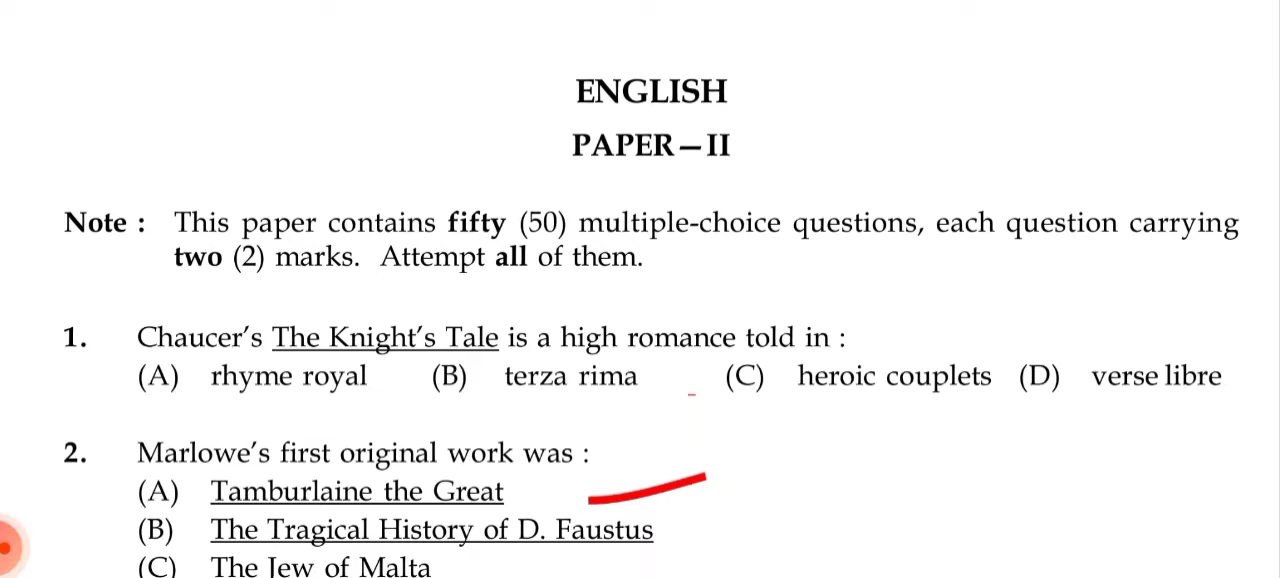 ENGLISH
PAPER – II
Note : This paper contains fifty (50) multiple-choice questions, each question carrying
two (2) marks. Attempt all of them.
1. Chaucer's The Knight's Tale is a high romance told in :
(A) rhyme royal (B) terza rima (C) heroic couplets (D) verse libre
2. Marlowe's first original work was :
(A) Tamburlaine the Great
(B) The Tragical History of D. Faustus
(C) The Jew of Malta